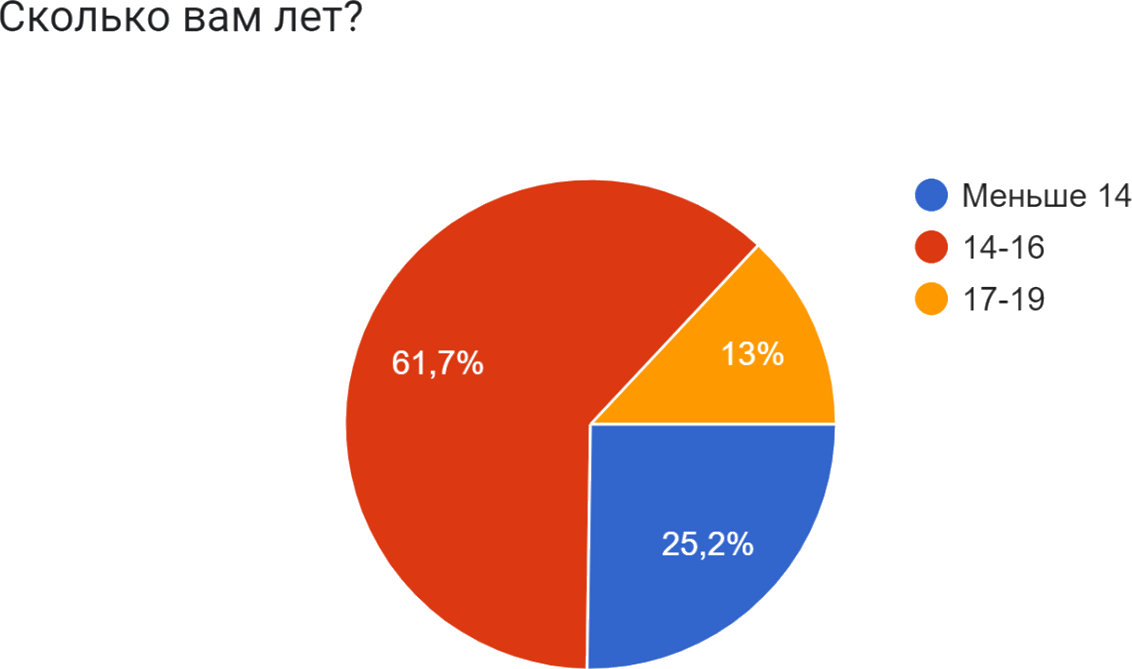 Сколько вам лет?
Меньше 14
14-16
17-19
61,7%
13%
25,2%